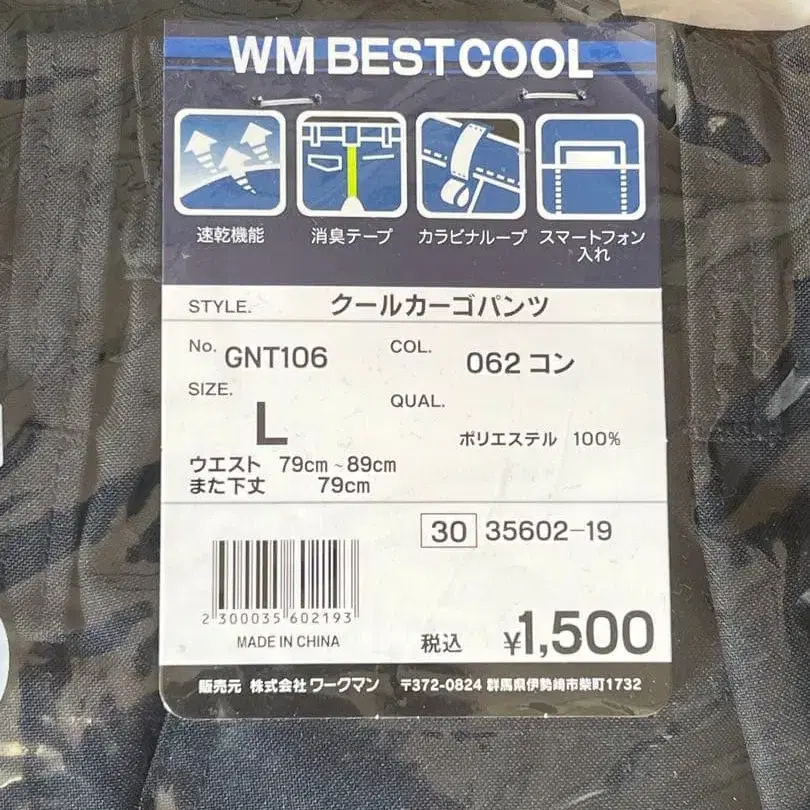 WM BESTCOOL
速乾機能
消臭テープ
カラビナループ
スマートフォン
入れ
STYLE. クールカーゴパンツ
No. GNT106
COL. 062 コン
SIZE. L
QUAL.
ポリエステル 100%
ウエスト 79cm~89cm
また下丈 79cm
30 35602-19
2 300035 602193
MADE IN CHINA
税込 ¥1,500
販売元 株式会社ワークマン 〒372-0824 群馬県伊勢崎市柴町1732